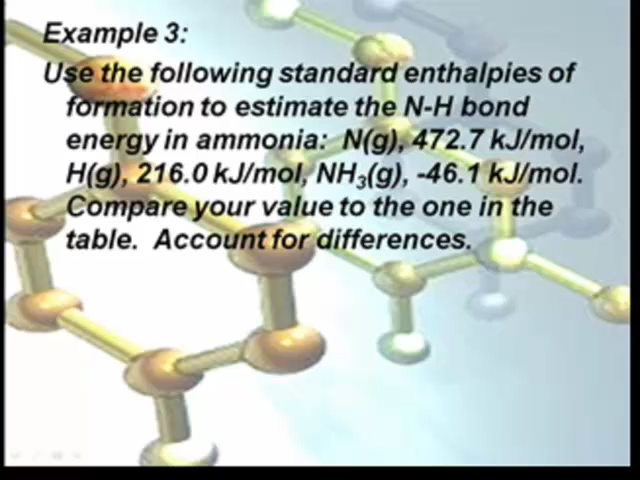 Example 3:
Use the following standard enthalpies of
formation to estimate the N-H bond
energy in ammonia: N(g), 472.7 kJ/mol,
H(g), 216.0 kJ/mol, NH₃(g), -46.1 kJ/mol.
Compare your value to the one in the
table. Account for differences.